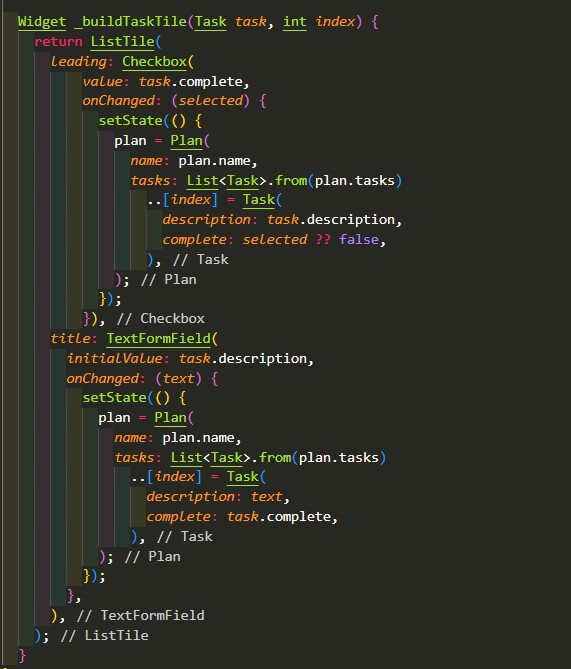 Widget _buildTaskTile(Task task, int index) {
  return ListTile(
    leading: Checkbox(
        value: task.complete,
        onChanged: (selected) {
          setState(() {
            plan = Plan(
              name: plan.name,
              tasks: List<Task>.from(plan.tasks)
                ..[index] = Task(
                  description: task.description,
                  complete: selected ?? false,
                ), // Task
            ); // Plan
          });
        }), // Checkbox
    title: TextFormField(
      initialValue: task.description,
      onChanged: (text) {
        setState(() {
          plan = Plan(
            name: plan.name,
            tasks: List<Task>.from(plan.tasks)
              ..[index] = Task(
                description: text,
                complete: task.complete,
              ), // Task
          ); // Plan
        });
      },
    ), // TextFormField
  ); // ListTile
}